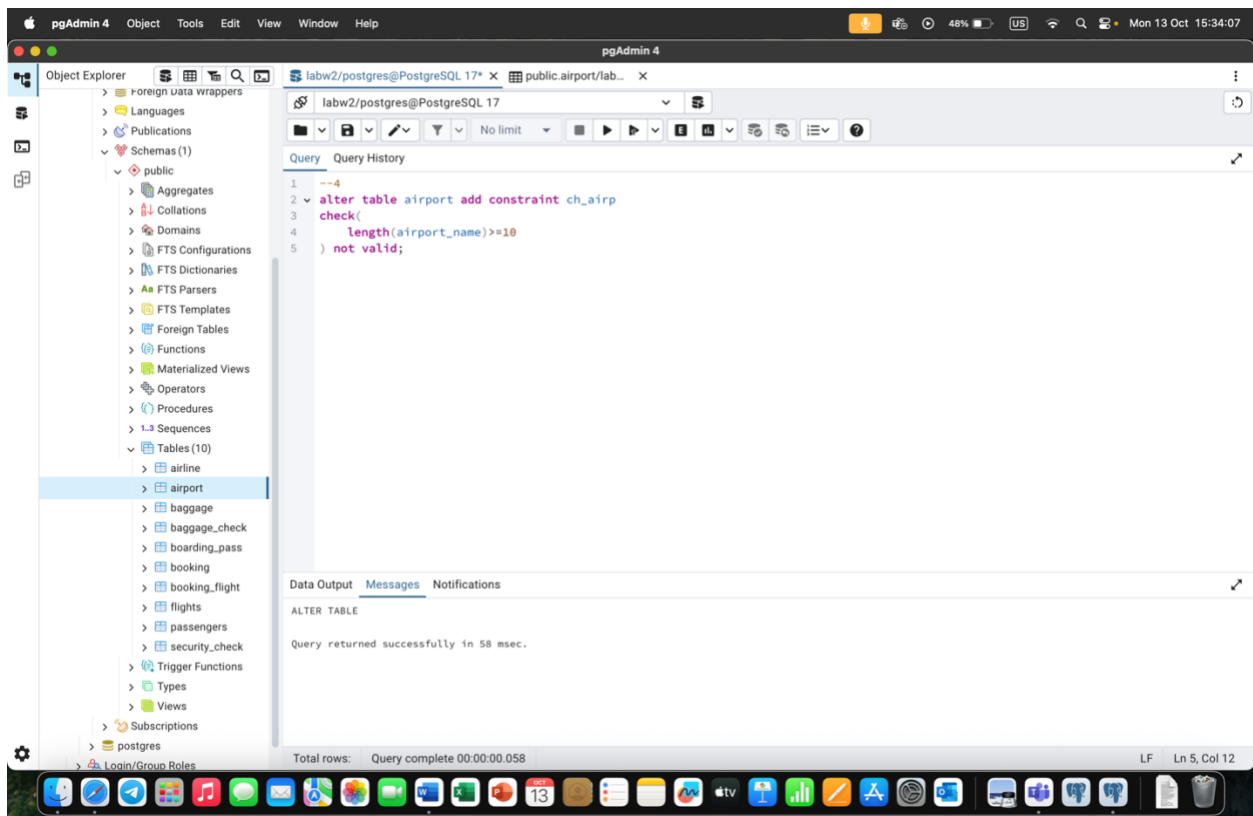 pgAdmin 4 Object Tools Edit View Window Help 48% US Mon 13 Oct 15:34:07
pgAdmin 4
Object Explorer
labw2/postgres@PostgreSQL 17* X public.airport/lab... X
Foreign Data Wrappers
Languages
Publications
Schemas (1)
public
Aggregates
Collations
Domains
FTS Configurations
FTS Dictionaries
Aa FTS Parsers
FTS Templates
Foreign Tables
Functions
Materialized Views
Operators
Procedures
1..3 Sequences
Tables (10)
airline
airport
baggage
baggage_check
boarding_pass
booking
booking_flight
flights
passengers
security_check
Trigger Functions
Types
Views
Subscriptions
postgres
Login/Group Roles
labw2/postgres@PostgreSQL 17
No limit E
Query Query History
1 --4
2 alter table airport add constraint ch_airp
3 check(
4 length(airport_name)>=10
5 ) not valid;
Data Output Messages Notifications
ALTER TABLE
Query returned successfully in 58 msec.
Total rows: Query complete 00:00:00.058 LF Ln 5, Col 12
OCT
13
tv